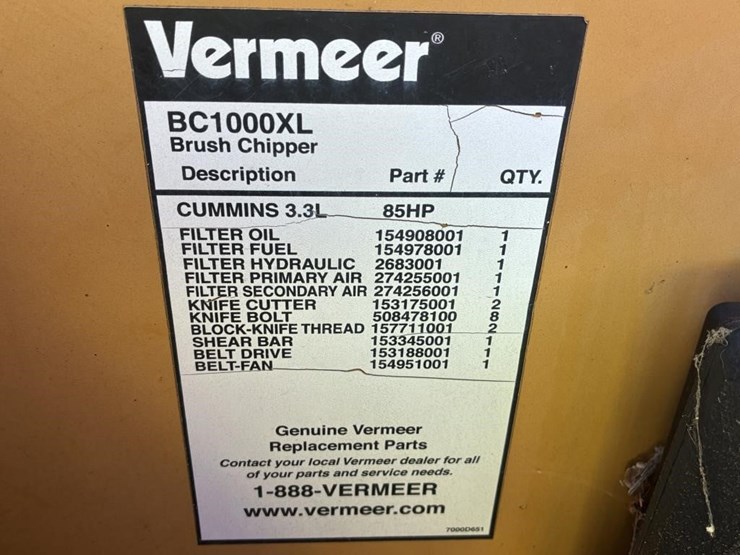 Vermeer®
BC1000XL
Brush Chipper
Description Part # QTY.
CUMMINS 3.3L 85HP
FILTER OIL 154908001 1
FILTER FUEL 154978001 1
FILTER HYDRAULIC 2683001 1
FILTER PRIMARY AIR 274255001 1
FILTER SECONDARY AIR 274256001 1
KNIFE CUTTER 153175001 2
KNIFE BOLT 508478100 8
BLOCK-KNIFE THREAD 157711001 2
SHEAR BAR 153345001 1
BELT DRIVE 153188001 1
BELT-FAN 154951001 1
Genuine Vermeer
Replacement Parts
Contact your local Vermeer dealer for all
of your parts and service needs.
1-888-VERMEER
www.vermeer.com
7000D651